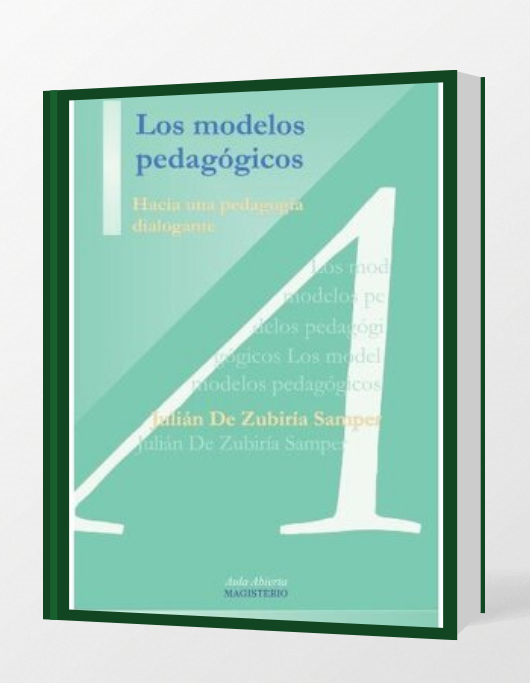 Los modelos
pedagógicos
Hacia una pedagogía
dialogante
Los mod
modelos pe
delos pedagógi
gógicos Los model
modelos pedagógicos
Julián De Zubiría Samper
Julián De Zubiría Samper
Aula Abierta
MAGISTERIO